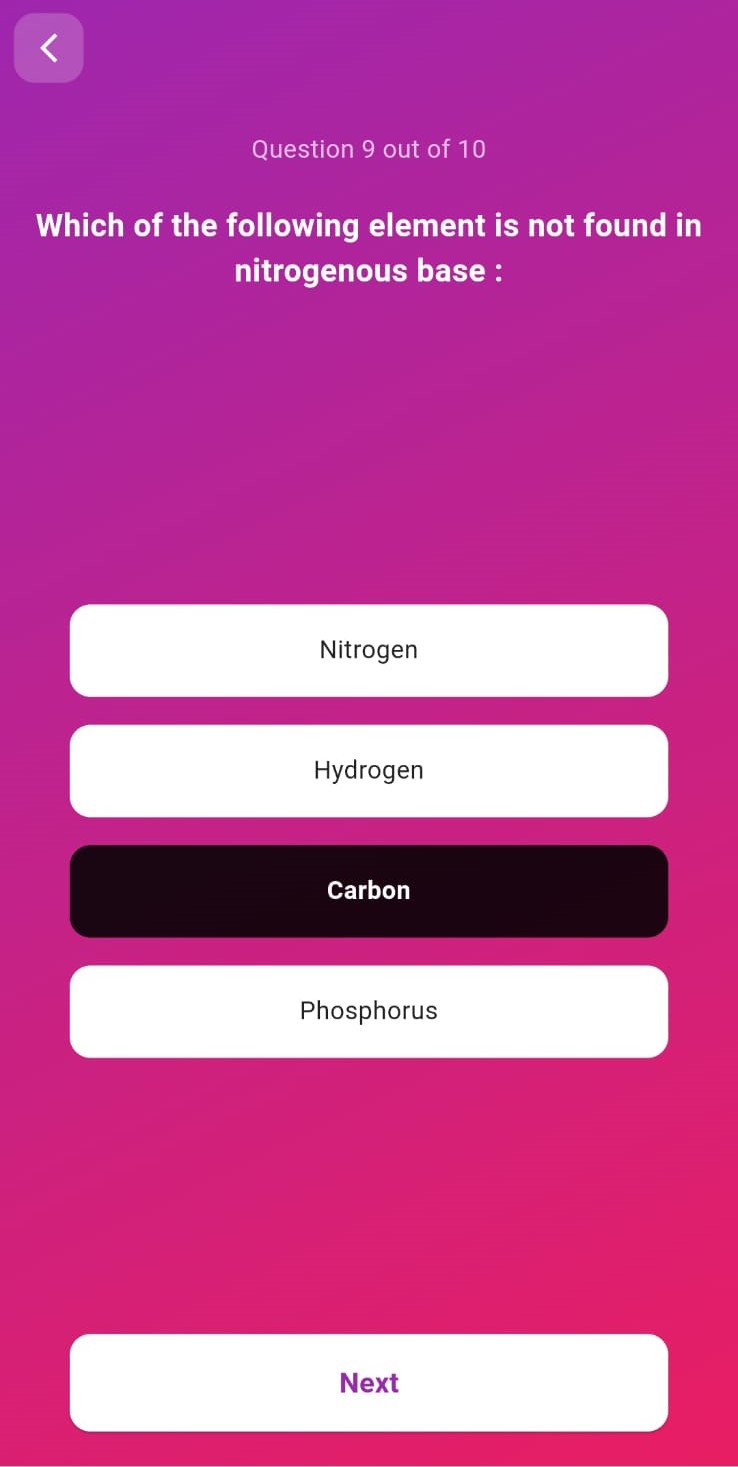 Question 9 out of 10
Which of the following element is not found in
nitrogenous base :
Nitrogen
Hydrogen
Carbon
Phosphorus
Next